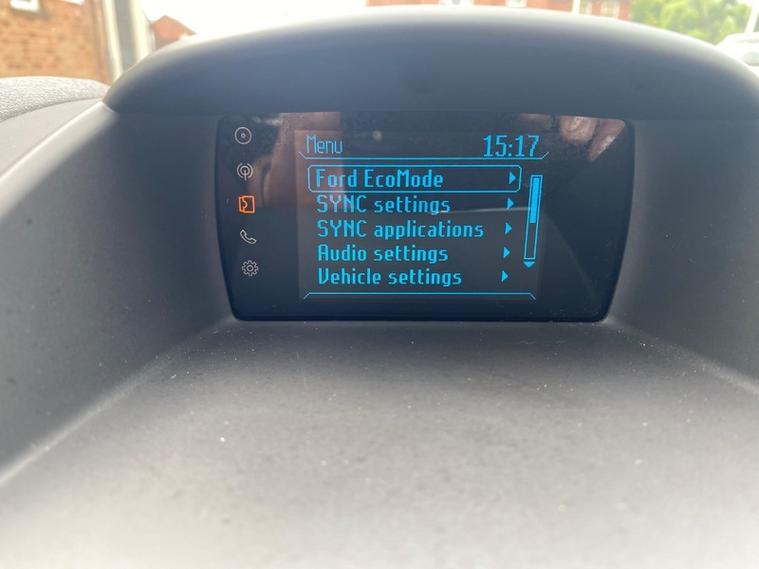 Menu 15:17
Ford EcoMode
SYNC settings
SYNC applications
Audio settings
Vehicle settings